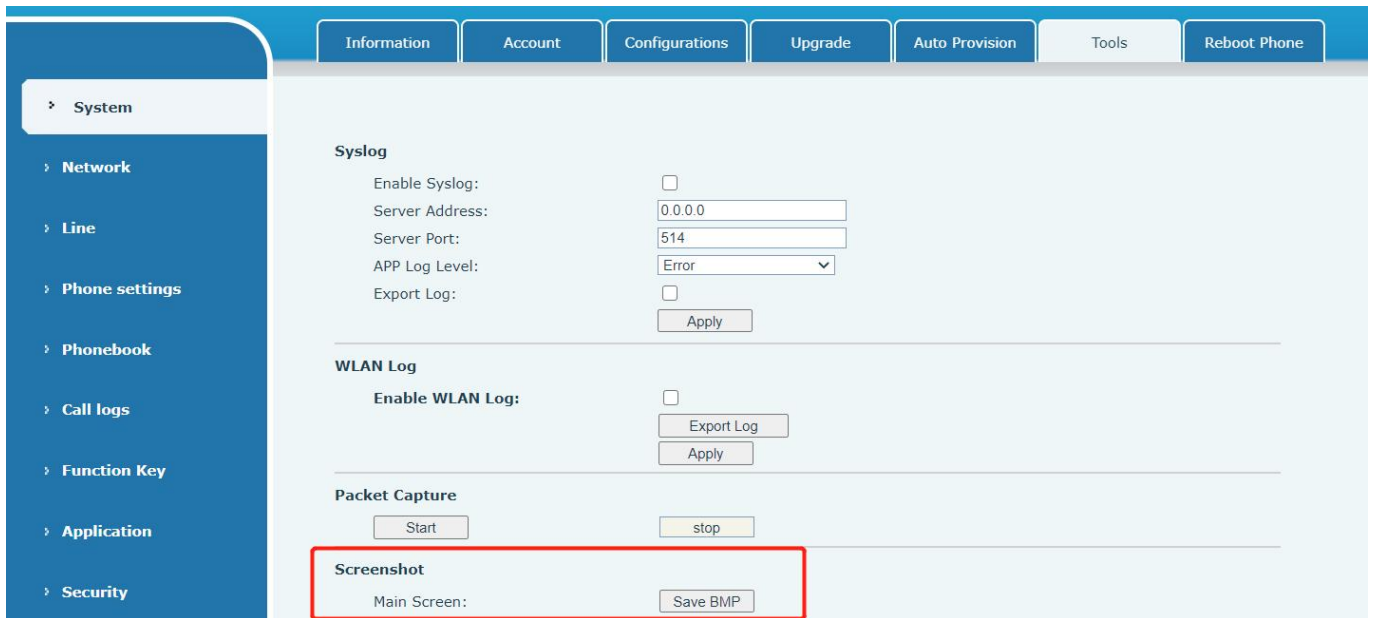 Information Account Configurations Upgrade Auto Provision Tools Reboot Phone
System
Network
Line
Phone settings
Phonebook
Call logs
Function Key
Application
Security
Syslog
Enable Syslog:
Server Address: 0.0.0.0
Server Port: 514
APP Log Level: Error
Export Log:
Apply
WLAN Log
Enable WLAN Log:
Export Log
Apply
Packet Capture
Start stop
Screenshot
Main Screen: Save BMP